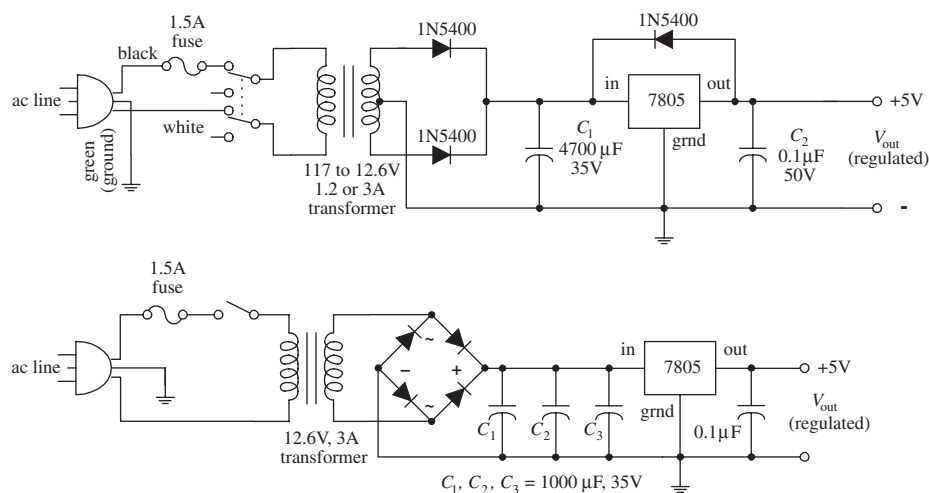 1.5A
fuse
black
ac line
white
green
(ground)
117 to 12.6V
1.2 or 3A
transformer
1N5400
1N5400
1N5400
in
7805
out
grnd
C₁
4700 μF
35V
C₂
0.1μF
50V
+5V
Vout
(regulated)
-
1.5A
fuse
ac line
12.6V, 3A
transformer
~
−
+
~
C₁
C₂
C₃
in
7805
out
grnd
0.1μF
+5V
Vout
(regulated)
C₁, C₂, C₃ = 1000 μF, 35V